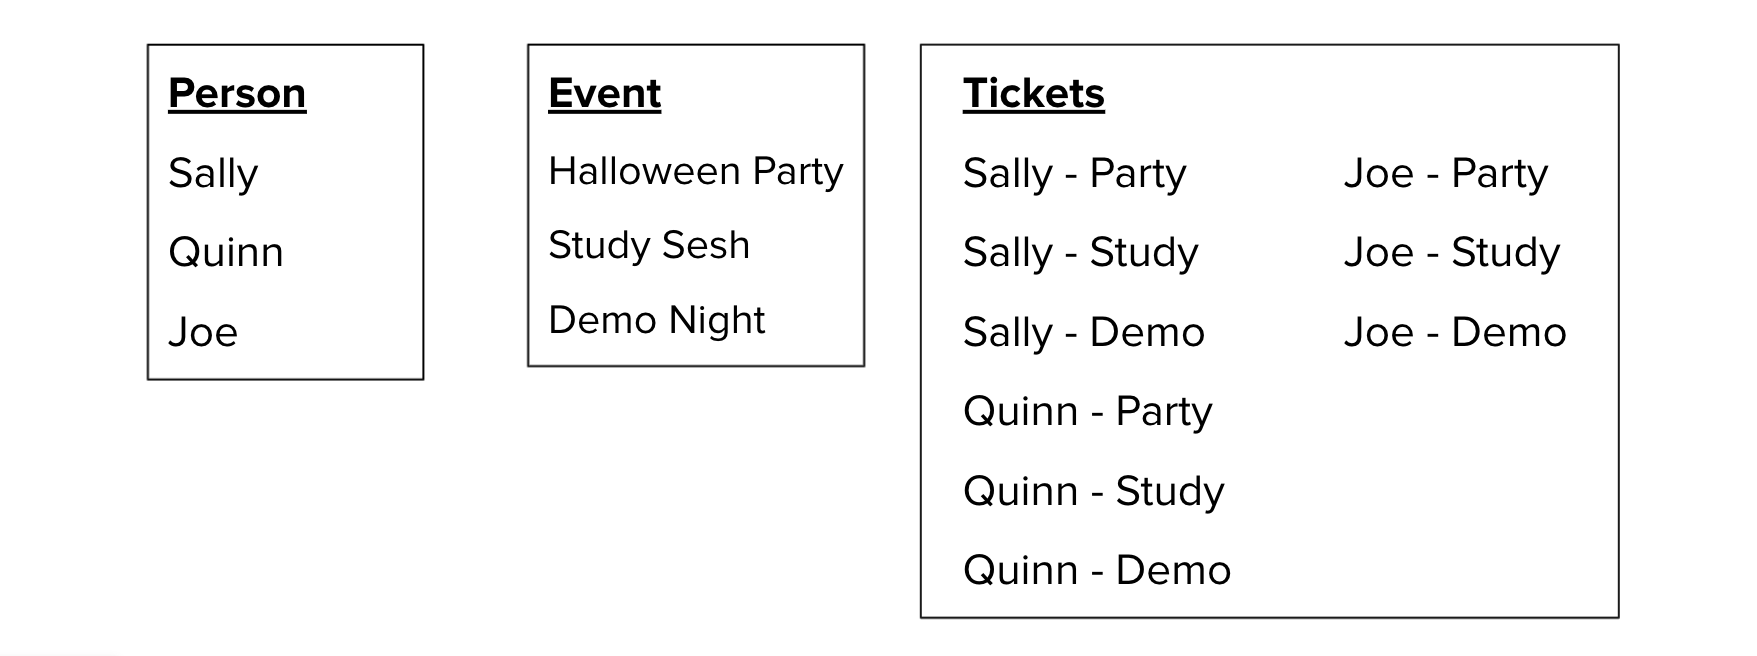 Person
Sally
Quinn
Joe
Event
Halloween Party
Study Sesh
Demo Night
Tickets
Sally - Party
Sally - Study
Sally - Demo
Quinn - Party
Quinn - Study
Quinn - Demo
Joe - Party
Joe - Study
Joe - Demo